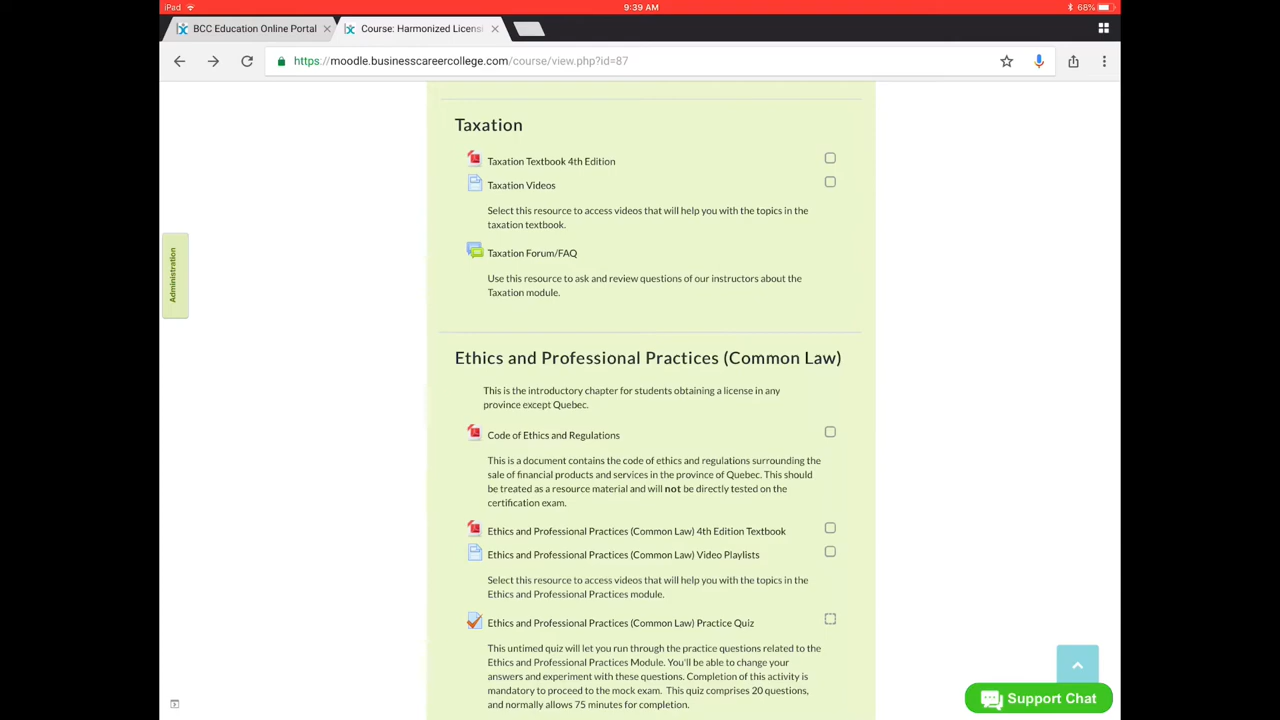 iPad
9:39 AM
68%
BCC Education Online Portal
Course: Harmonized Licensi
https://moodle.businesscareercollege.com/course/view.php?id=87
Taxation
Taxation Textbook 4th Edition
Taxation Videos
Select this resource to access videos that will help you with the topics in the
taxation textbook.
Administration
Taxation Forum/FAQ
Use this resource to ask and review questions of our instructors about the
Taxation module.
Ethics and Professional Practices (Common Law)
This is the introductory chapter for students obtaining a license in any
province except Quebec.
Code of Ethics and Regulations
This is a document contains the code of ethics and regulations surrounding the
sale of financial products and services in the province of Quebec. This should
be treated as a resource material and will not be directly tested on the
certification exam.
Ethics and Professional Practices (Common Law) 4th Edition Textbook
Ethics and Professional Practices (Common Law) Video Playlists
Select this resource to access videos that will help you with the topics in the
Ethics and Professional Practices module.
Ethics and Professional Practices (Common Law) Practice Quiz
This untimed quiz will let you run through the practice questions related to the
Ethics and Professional Practices Module. You'll be able to change your
answers and experiment with these questions. Completion of this activity is
mandatory to proceed to the mock exam. This quiz comprises 20 questions,
and normally allows 75 minutes for completion.
Support Chat